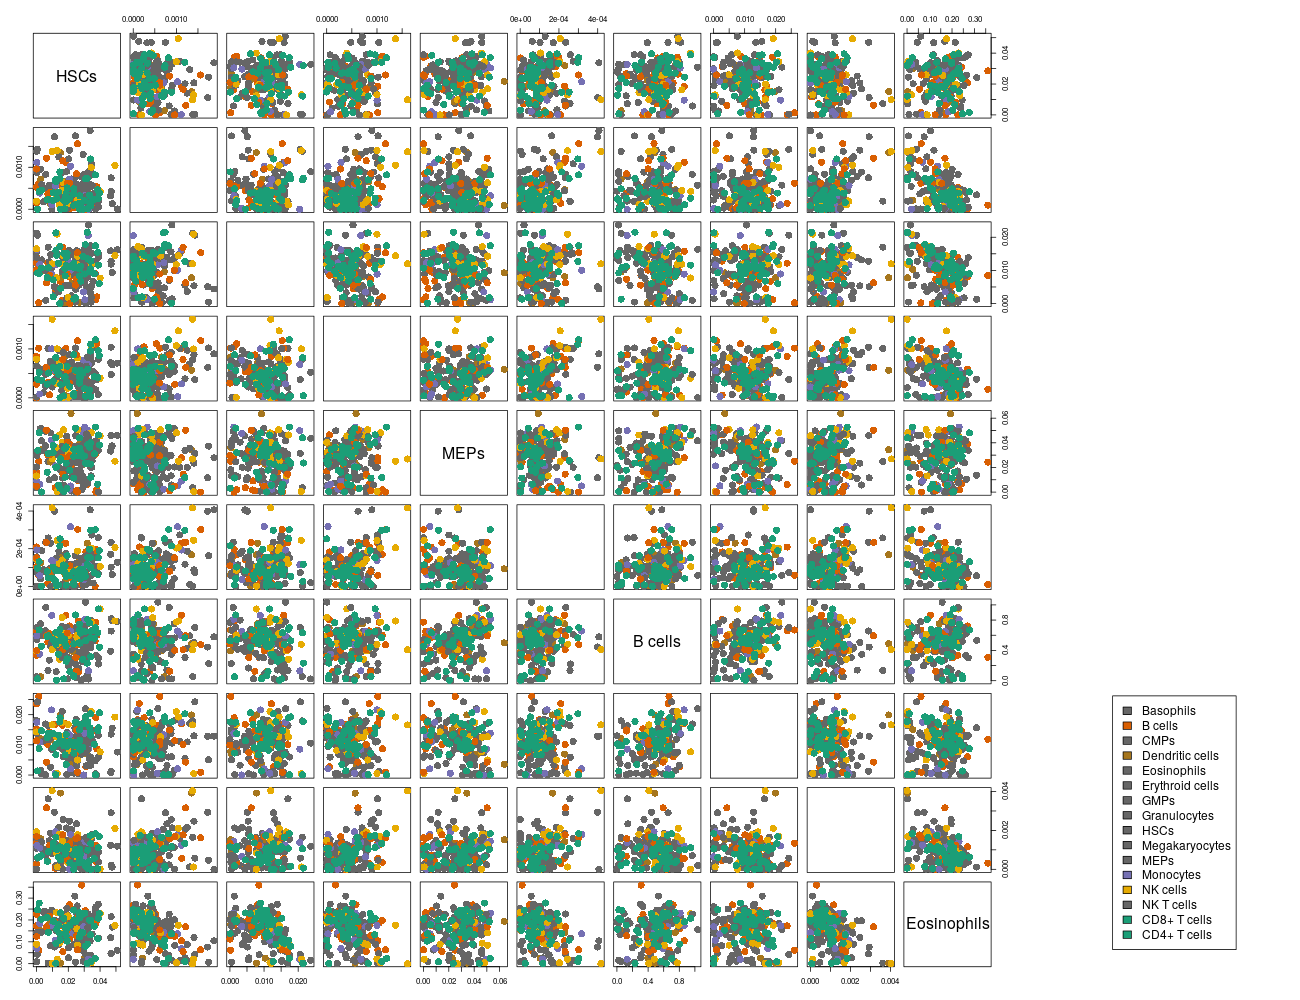 0.0000 0.0010 0.0000 0.0010 0e+00 2e-04 4e-04 0.000 0.010 0.020 0.00 0.10 0.20 0.30
HSCs
0.00 0.02 0.04
0.0000 0.0010
0.000 0.010 0.020
0.0000 0.0010
MEPs
0.00 0.02 0.04 0.06
0e+00 2e-04 4e-04
B cells
0.0 0.4 0.8
0.000 0.010 0.020
0.000 0.002 0.004
Eosinophils
0.00 0.10 0.20 0.30
0.00 0.02 0.04 0.000 0.010 0.020 0.00 0.02 0.04 0.06 0.0 0.4 0.8 0.000 0.002 0.004
Basophils
B cells
CMPs
Dendritic cells
Eosinophils
Erythroid cells
GMPs
Granulocytes
HSCs
Megakaryocytes
MEPs
Monocytes
NK cells
NK T cells
CD8+ T cells
CD4+ T cells